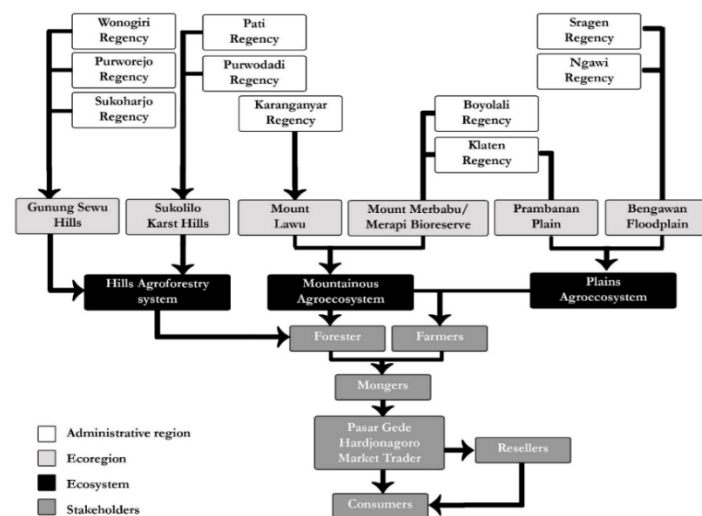 Wonogiri
Regency
Pati
Regency
Sragen
Regency
Purworejo
Regency
Purwodadi
Regency
Ngawi
Regency
Sukoharjo
Regency
Karanganyar
Regency
Boyolali
Regency
Klaten
Regency
Gunung Sewu
Hills
Sukolilo
Karst Hills
Mount
Lawu
Mount Merbabu/
Merapi Bioreserve
Prambanan
Plain
Bengawan
Floodplain
Hills Agroforestry
system
Mountainous
Agroecosystem
Plains
Agroecosystem
Forester
Farmers
Mongers
Pasar Gede
Hardjonagoro
Market Trader
Resellers
Consumers
Administrative region
Ecoregion
Ecosystem
Stakeholders